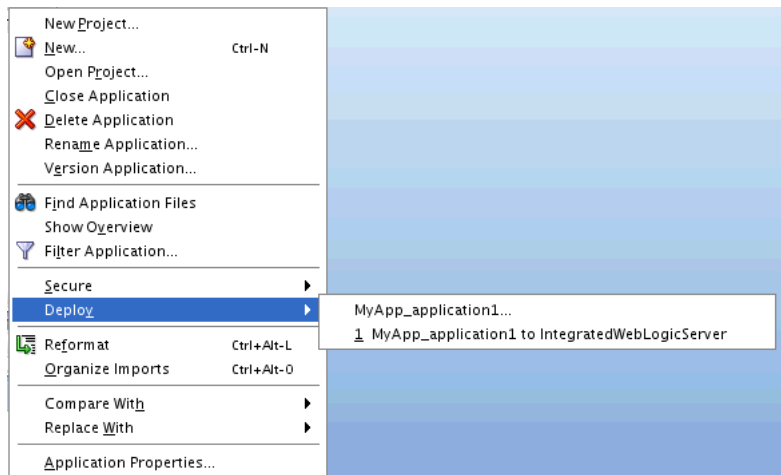 New Project...
New... Ctrl-N
Open Project...
Close Application
Delete Application
Rename Application...
Version Application...
Find Application Files
Show Overview
Filter Application...
Secure
Deploy
MyApp_application1...
1 MyApp_application1 to IntegratedWebLogicServer
Reformat Ctrl+Alt-L
Organize Imports Ctrl+Alt-O
Compare With
Replace With
Application Properties...